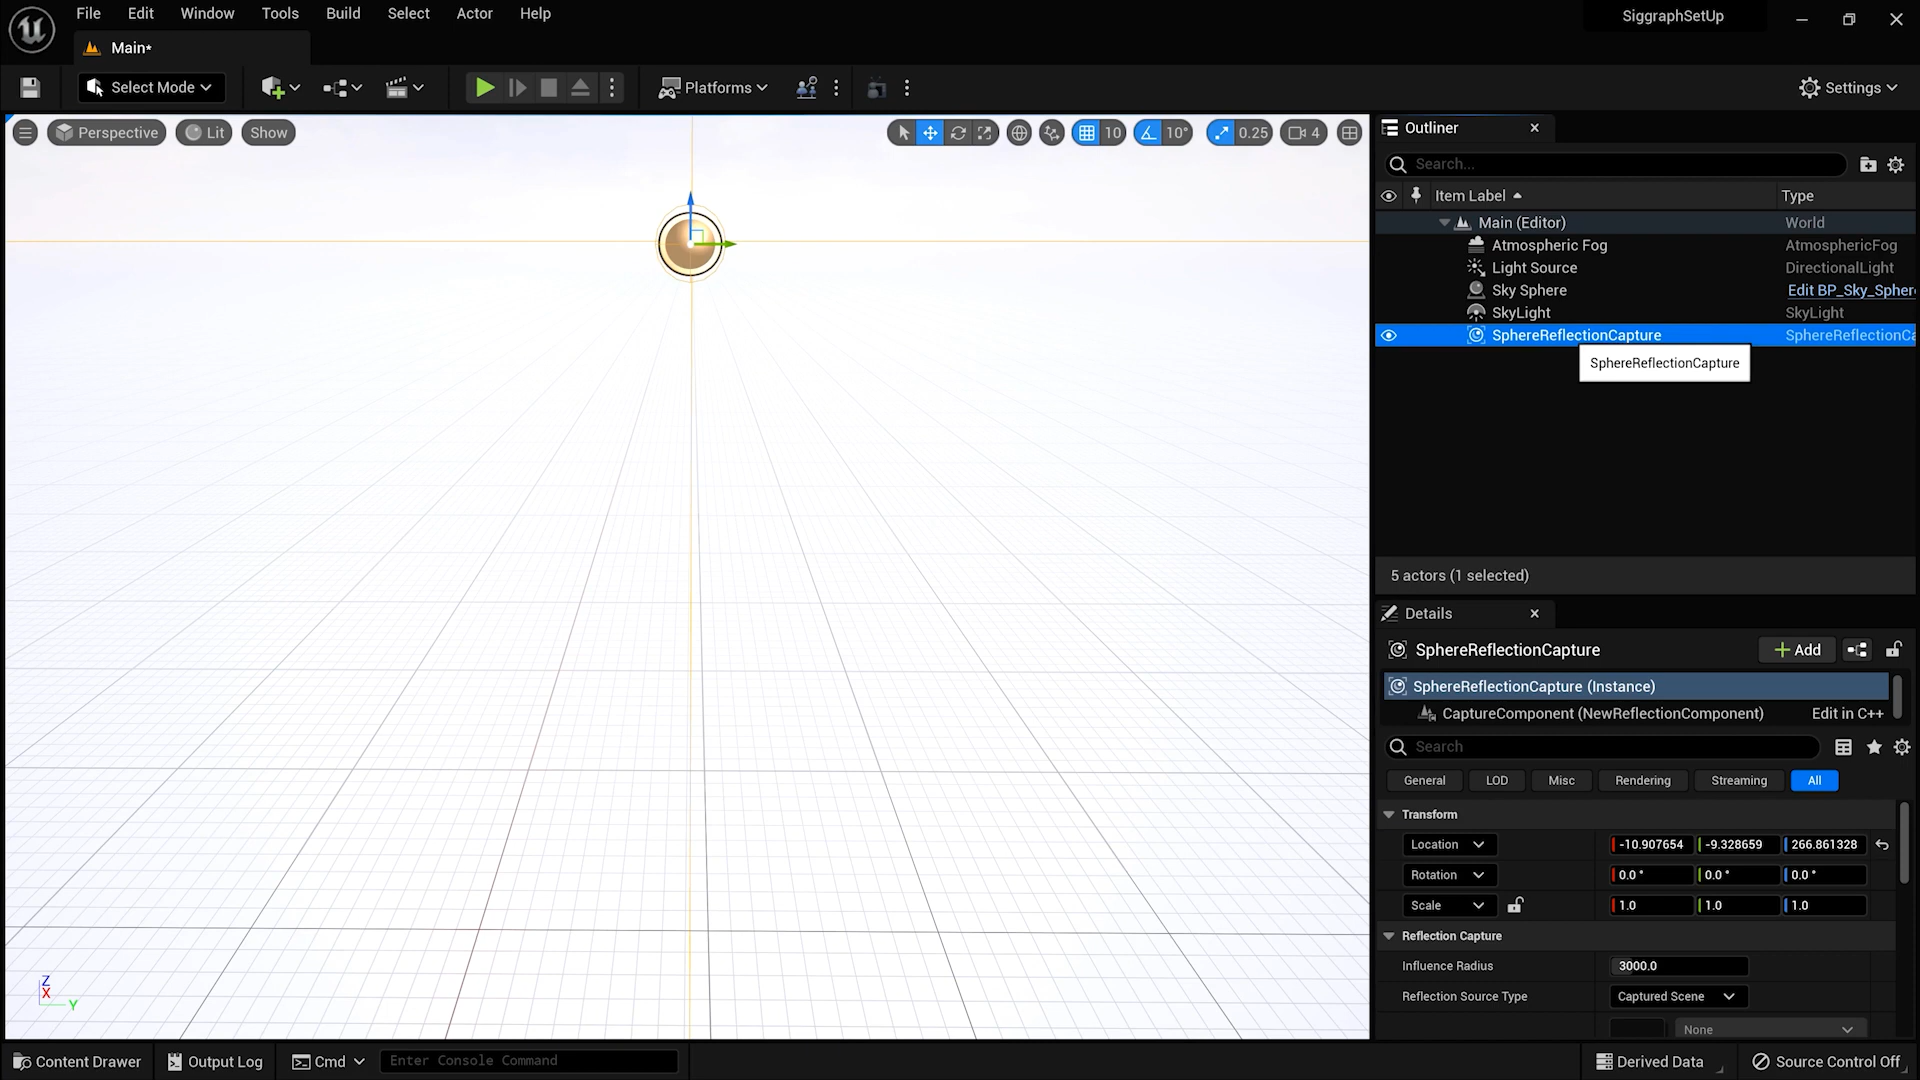 File Edit Window Tools Build Select Actor Help
SiggraphSetUp
Main*
Select Mode
Platforms
Settings
Perspective Lit Show
10 10° 0.25 4
Outliner
Search...
Item Label Type
Main (Editor) World
Atmospheric Fog AtmosphericFog
Light Source DirectionalLight
Sky Sphere Edit BP_Sky_Spher
SkyLight SkyLight
SphereReflectionCapture SphereReflectionCa
SphereReflectionCapture
5 actors (1 selected)
Details
SphereReflectionCapture Add
SphereReflectionCapture (Instance)
CaptureComponent (NewReflectionComponent) Edit in C++
Search
General LOD Misc Rendering Streaming All
Transform
Location -10.907654 -9.328659 266.861328
Rotation 0.0 ° 0.0 ° 0.0 °
Scale 1.0 1.0 1.0
Reflection Capture
Influence Radius 3000.0
Reflection Source Type Captured Scene
None
Z
X
Y
Content Drawer Output Log Cmd Enter Console Command
Derived Data Source Control Off